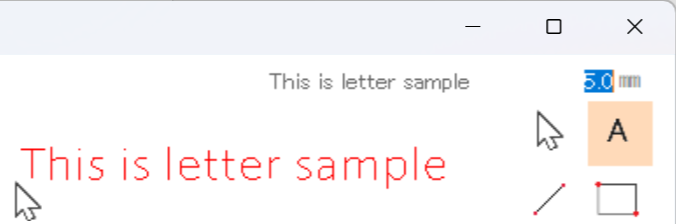 This is letter sample 5.0 mm
A
This is letter sample